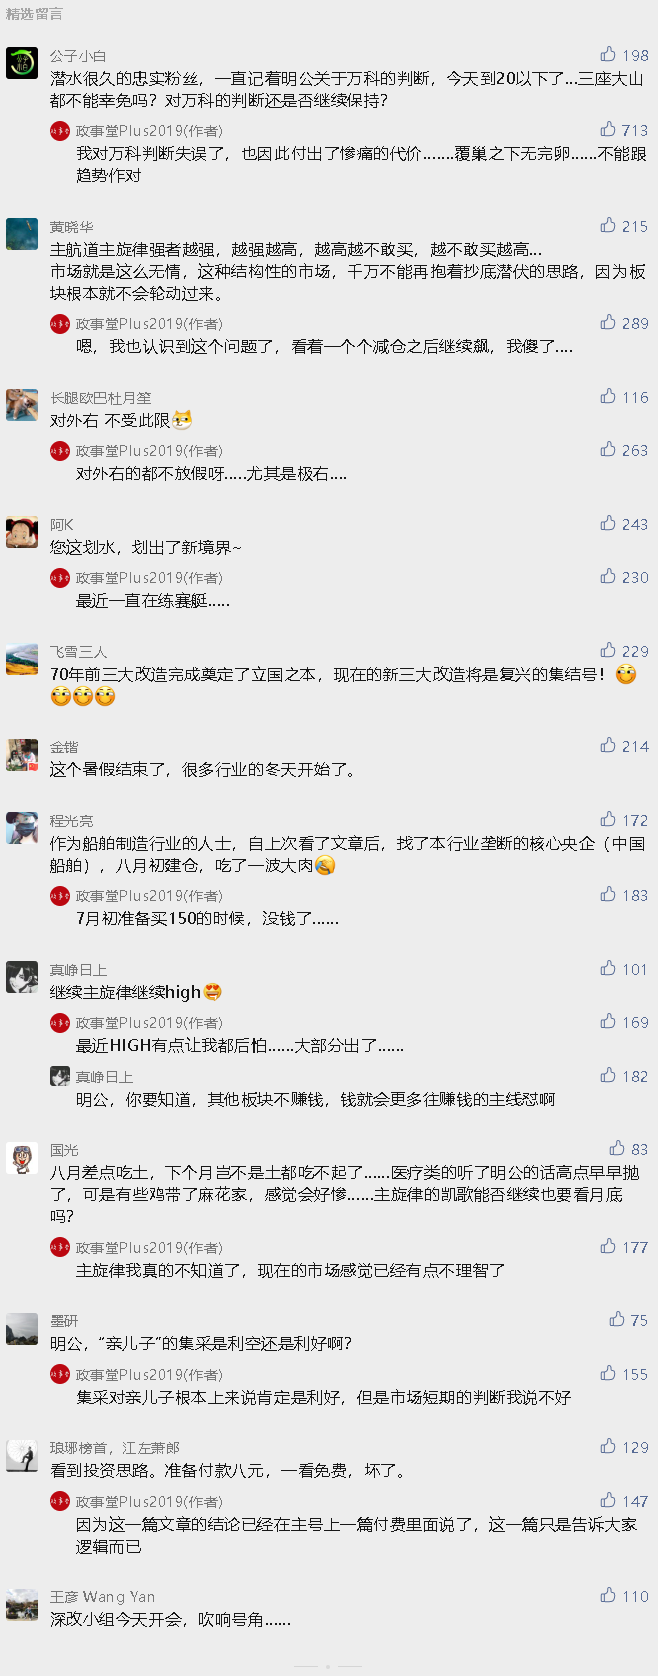 精选留言
公子小白
198
潜水很久的忠实粉丝，一直记着明公关于万科的判断，今天到20以下了...三座大山
都不能幸免吗？对万科的判断还是否继续保持？
政事堂Plus2019(作者)
713
我对万科判断失误了，也因此付出了惨痛的代价.......覆巢之下无完卵......不能跟
趋势作对
黄晓华
215
主航道主旋律强者越强，越强越高，越高越不敢买，越不敢买越高...
市场就是这么无情，这种结构性的市场，千万不能再抱着抄底潜伏的思路，因为板
块根本就不会轮动过来。
政事堂Plus2019(作者)
289
嗯，我也认识到这个问题了，看着一个个减仓之后继续飙，我傻了....
长腿欧巴杜月笙
116
对外右 不受此限
政事堂Plus2019(作者)
263
对外右的都不放假呀.....尤其是极右....
阿K
243
您这划水，划出了新境界~
政事堂Plus2019(作者)
230
最近一直在练赛艇.....
飞雪三人
229
70年前三大改造完成奠定了立国之本，现在的新三大改造将是复兴的集结号！
金锴
214
这个暑假结束了，很多行业的冬天开始了。
程光亮
172
作为船舶制造行业的人士，自上次看了文章后，找了本行业垄断的核心央企（中国
船舶），八月初建仓，吃了一波大肉
政事堂Plus2019(作者)
183
7月初准备买150的时候，没钱了......
真峥日上
101
继续主旋律继续high
政事堂Plus2019(作者)
169
最近HIGH有点让我都后怕......大部分出了......
真峥日上
182
明公，你要知道，其他板块不赚钱，钱就会更多往赚钱的主线怼啊
国光
83
八月差点吃土，下个月岂不是土都吃不起了......医疗类的听了明公的话高点早早抛
了，可是有些鸡带了麻花家，感觉会好惨......主旋律的凯歌能否继续也要看月底
吗？
政事堂Plus2019(作者)
177
主旋律我真的不知道了，现在的市场感觉已经有点不理智了
墨研
75
明公，“亲儿子”的集采是利空还是利好啊？
政事堂Plus2019(作者)
155
集采对亲儿子根本上来说肯定是利好，但是市场短期的判断我说不好
琅琊榜首，江左萧郎
129
看到投资思路。准备付款八元，一看免费，坏了。
政事堂Plus2019(作者)
147
因为这一篇文章的结论已经在主号上一篇付费里面说了，这一篇只是告诉大家
逻辑而已
王彦 Wang Yan
110
深改小组今天开会，吹响号角......